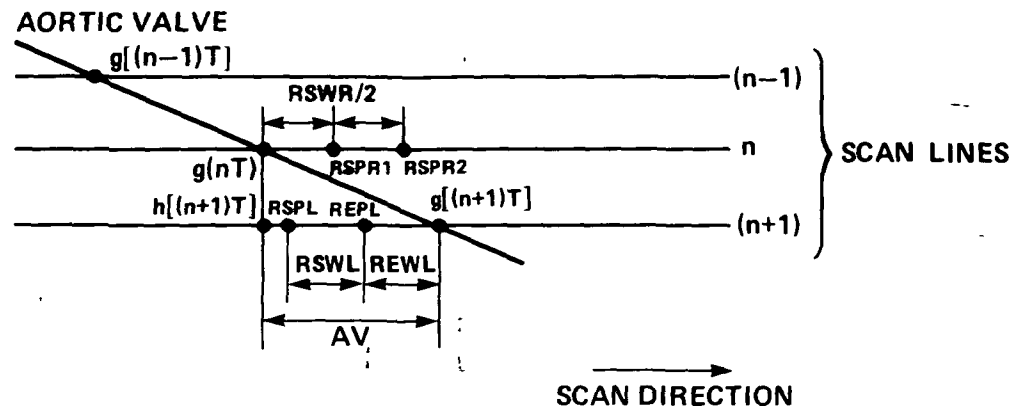 AORTIC VALVE
g[(n−1)T]
(n−1)
RSWR/2
n
RSPR1 RSPR2
g(nT)
SCAN LINES
h[(n+1)T] RSPL REPL g[(n+1)T]
(n+1)
RSWL REWL
AV
SCAN DIRECTION